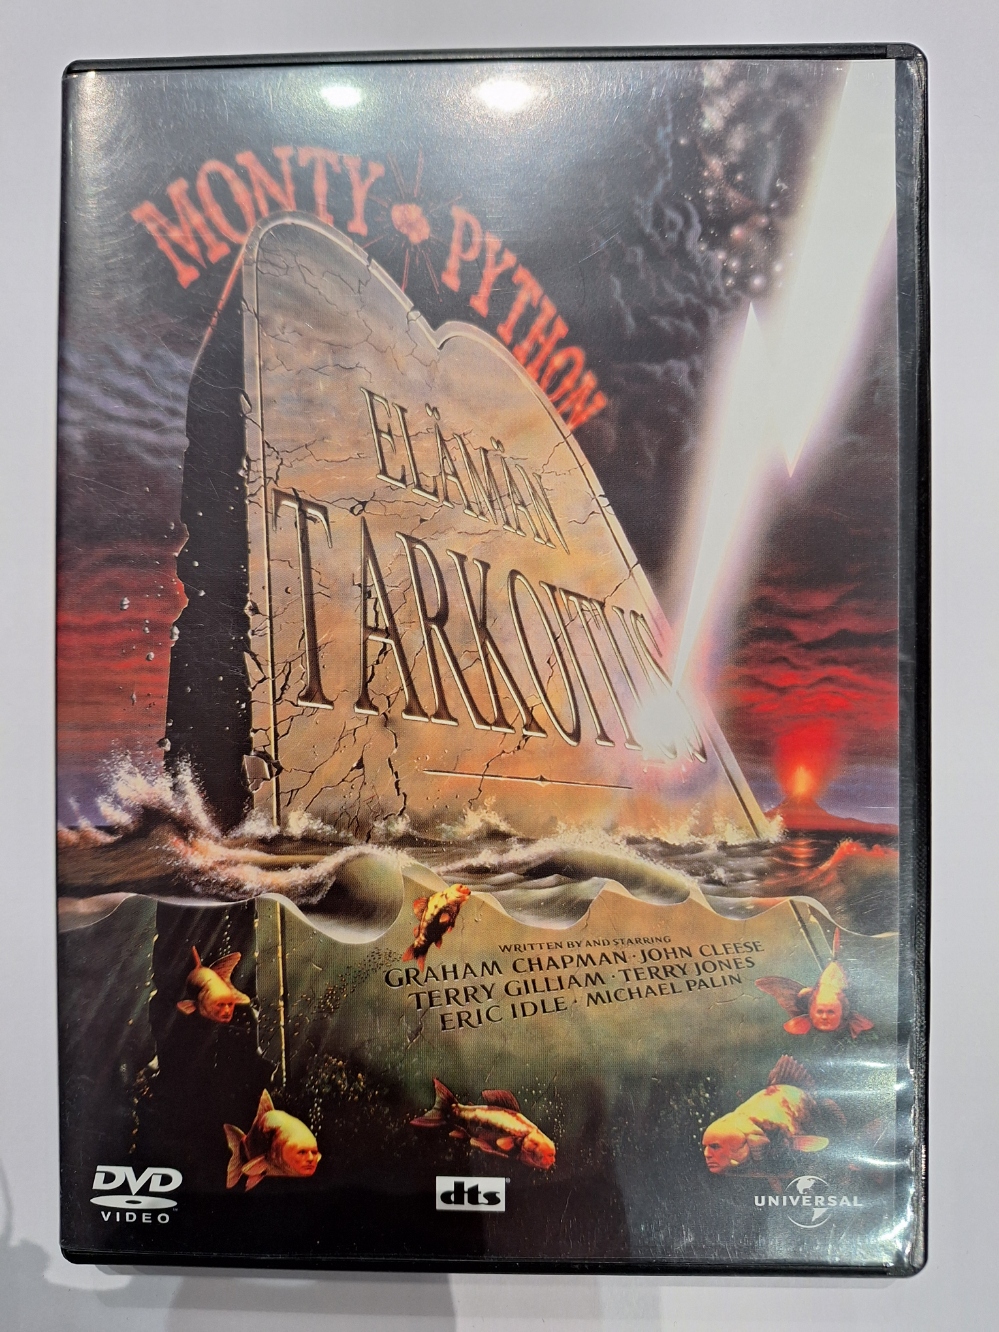 MONTY PYTHON
ELÄMÄN
TARKOITUS
WRITTEN BY AND STARRING
GRAHAM CHAPMAN · JOHN CLEESE
TERRY GILLIAM · TERRY JONES
ERIC IDLE · MICHAEL PALIN
DVD
VIDEO
dts
UNIVERSAL